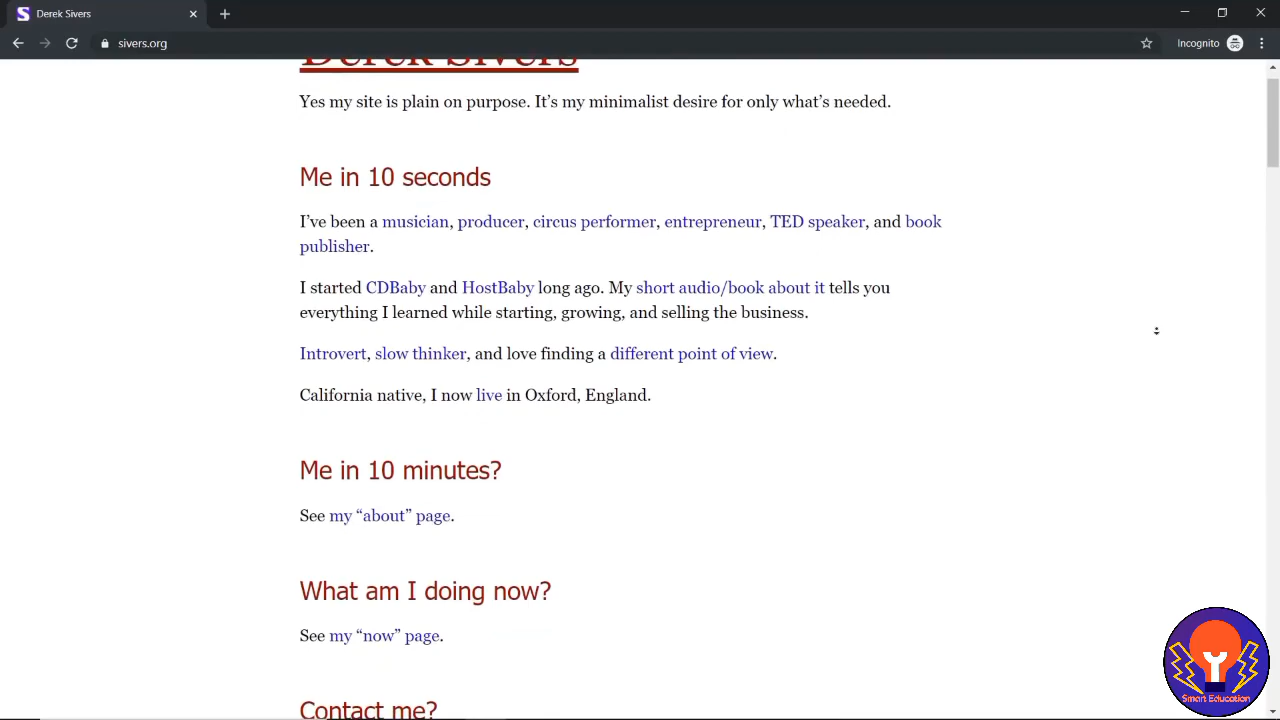 Derek Sivers
sivers.org
Incognito
Derek Sivers
Yes my site is plain on purpose. It’s my minimalist desire for only what’s needed.
Me in 10 seconds
I’ve been a musician, producer, circus performer, entrepreneur, TED speaker, and book
publisher.
I started CDBaby and HostBaby long ago. My short audio/book about it tells you
everything I learned while starting, growing, and selling the business.
Introvert, slow thinker, and love finding a different point of view.
California native, I now live in Oxford, England.
Me in 10 minutes?
See my “about” page.
What am I doing now?
See my “now” page.
Contact me?
Smart Education